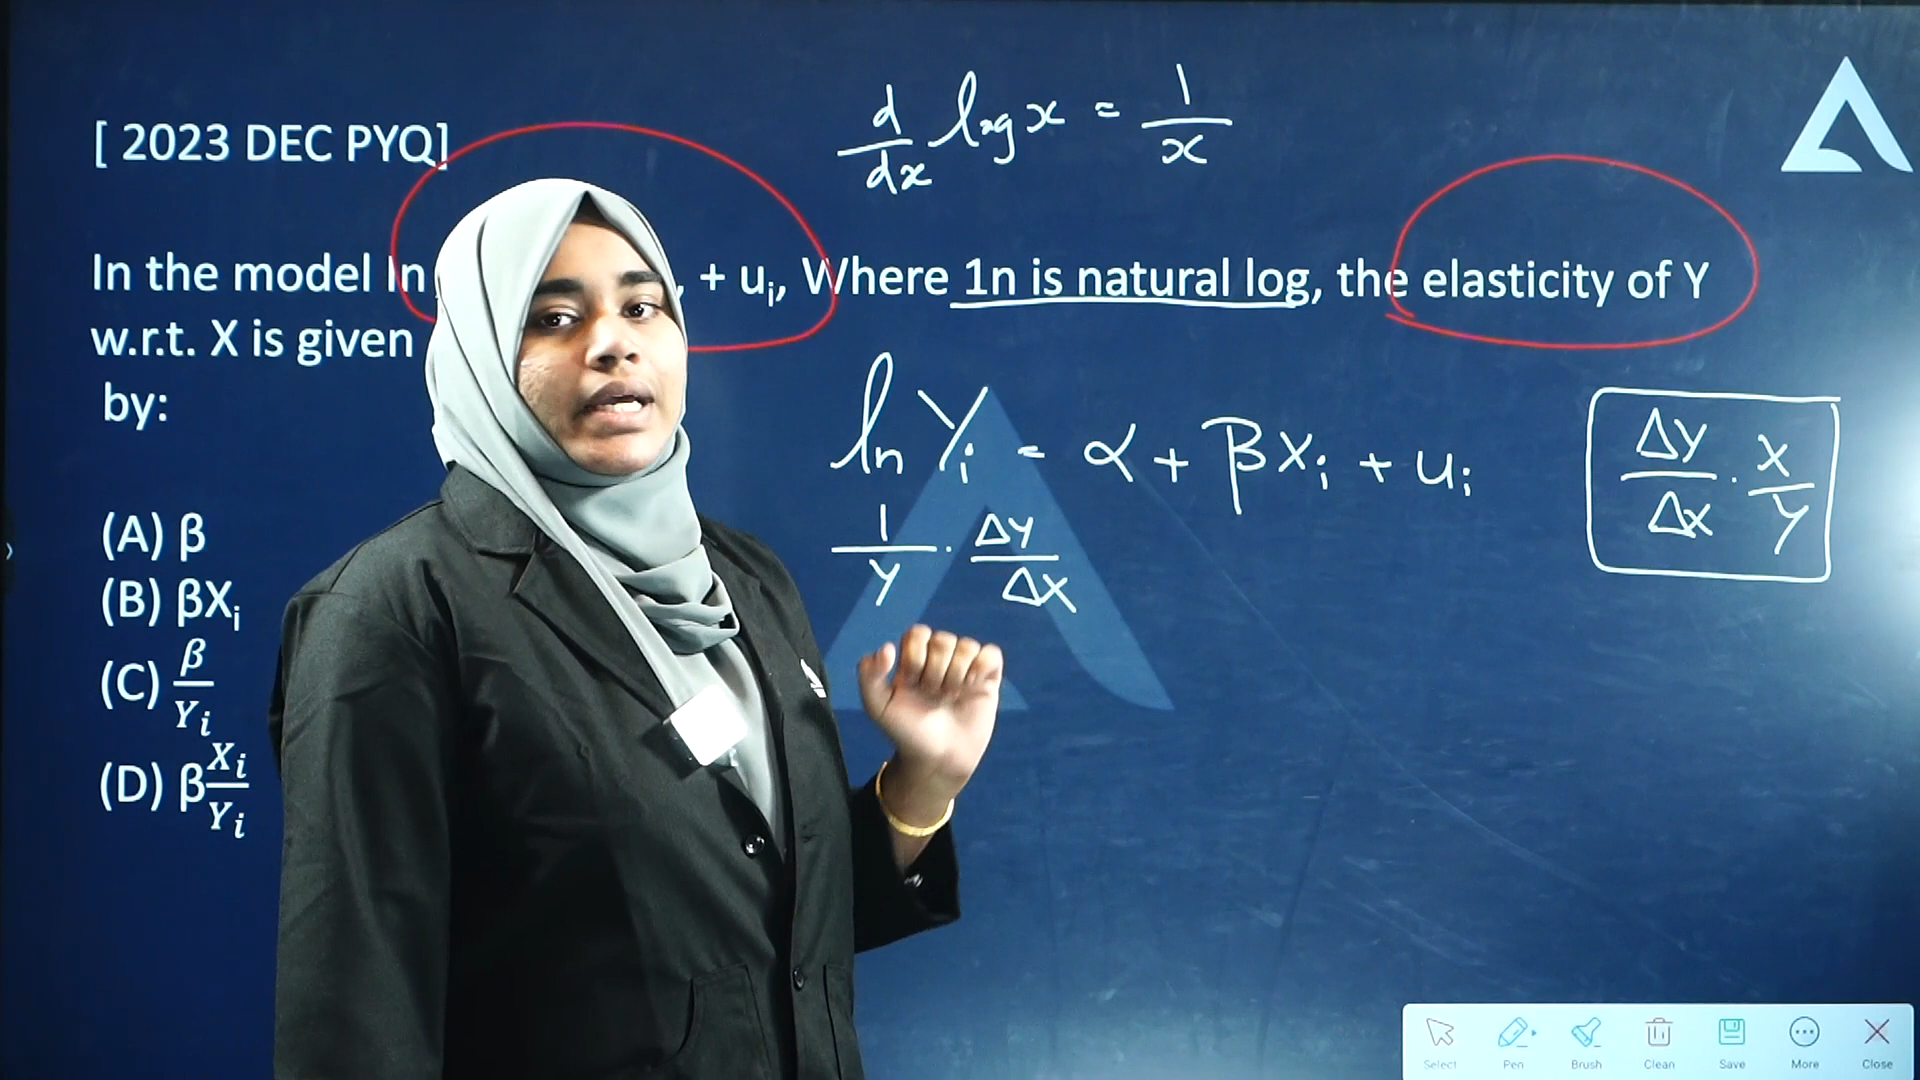 [ 2023 DEC PYQ]
d/dx log x = 1/x
In the model ln + uᵢ, Where 1n is natural log, the elasticity of Y
w.r.t. X is given
by:
ln Yᵢ = α + βXᵢ + uᵢ
ΔY/ΔX · X/Y
1/Y · ΔY/ΔX
(A) β
(B) βXᵢ
(C) β/Yᵢ
(D) β Xᵢ/Yᵢ
Select Pen Brush Clean Save More Close